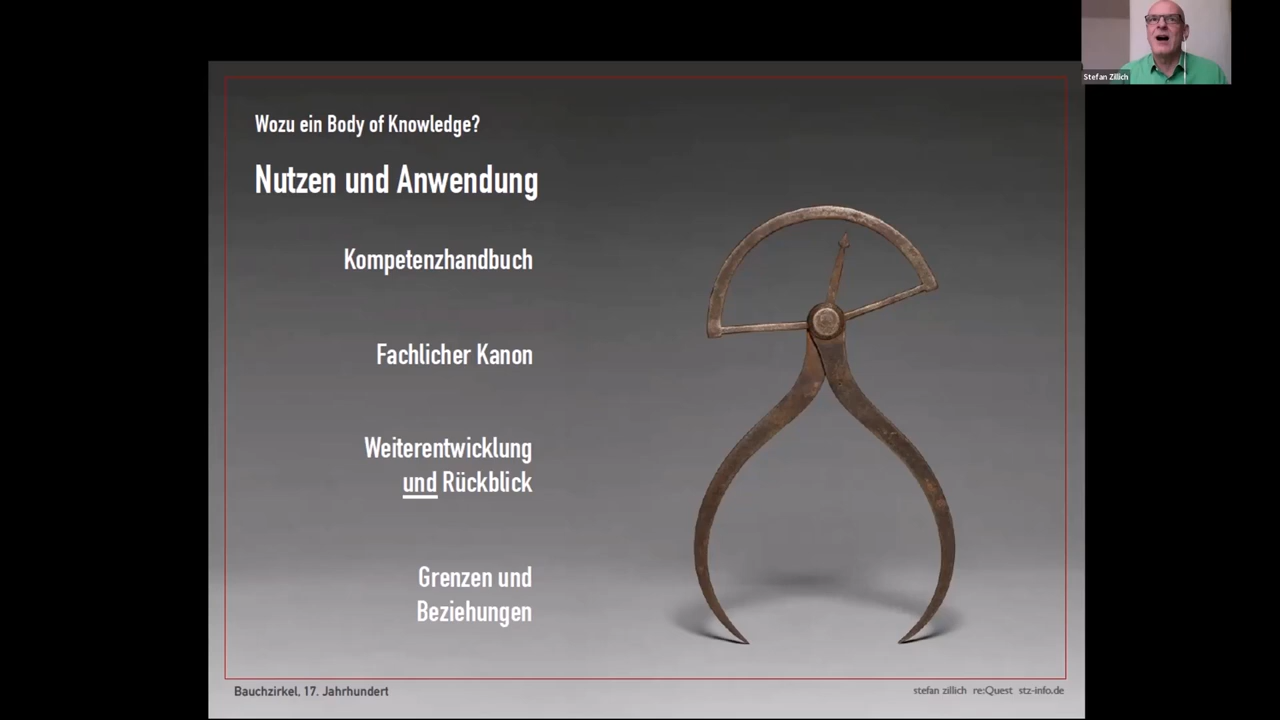 Stefan Zillich
Wozu ein Body of Knowledge?
Nutzen und Anwendung
Kompetenzhandbuch
Fachlicher Kanon
Weiterentwicklung
und Rückblick
Grenzen und
Beziehungen
Bauchzirkel, 17. Jahrhundert
stefan zillich re:Quest stz-info.de